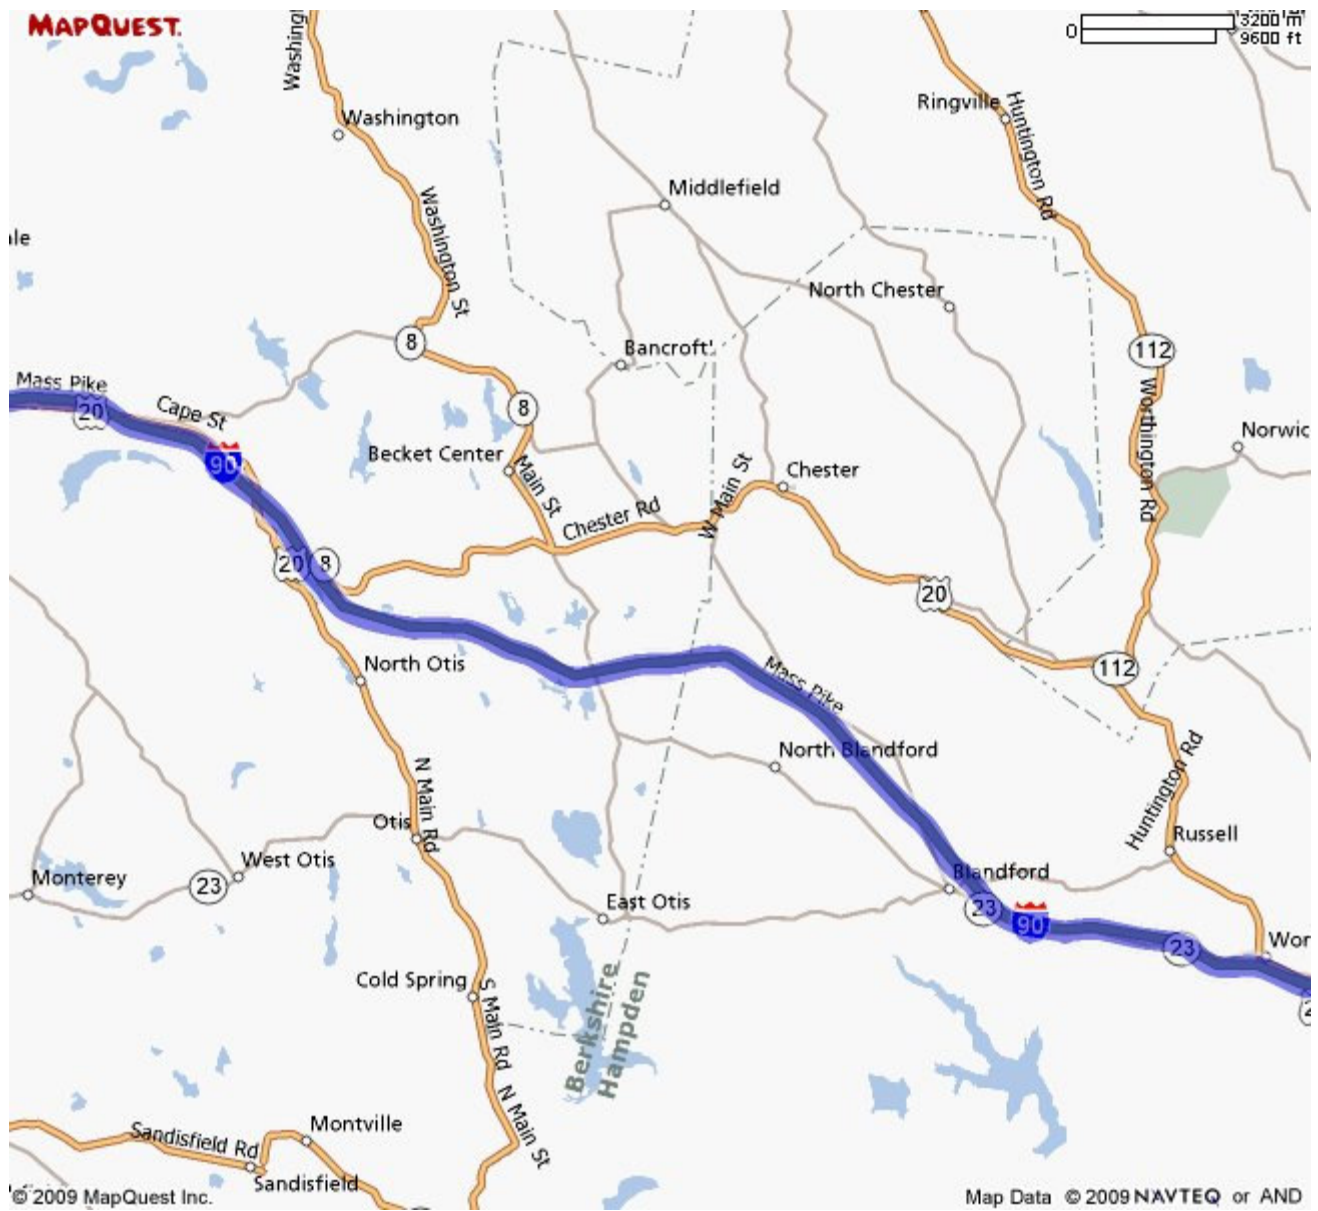 MAPQUEST.
0
3200 m
9600 ft
Washington
Ringville
Huntington Rd
Washington St
Middlefield
North Chester
8
Bancroft
112
Mass Pike
20
Cape St
8
Worthington Rd
90
Becket Center
Main St
W Main St
Chester
Chester Rd
20
8
20
North Otis
112
Mass Pike
North Blandford
N Main Rd
Huntington Rd
Otis
Russell
West Otis
Monterey
23
Blandford
East Otis
23
90
23
Cold Spring
S Main Rd
Berkshire
Hampden
N Main St
Sandisfield Rd
Montville
Sandisfield
© 2009 MapQuest Inc.
Map Data © 2009 NAVTEQ or AND